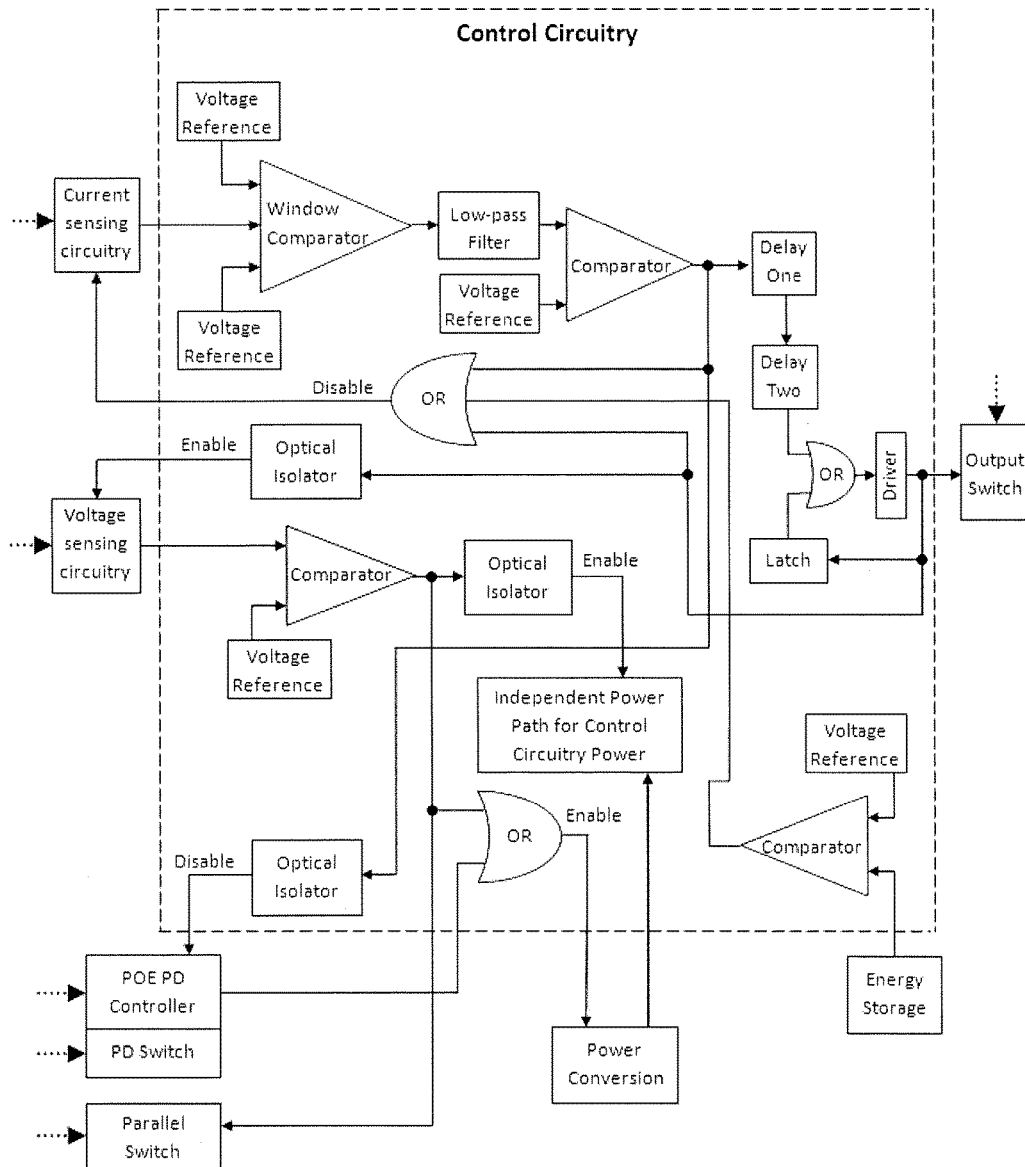 Control Circuitry
Voltage
Reference
Current
sensing
circuitry
Window
Comparator
Low-pass
Filter
Comparator
Delay
One
Voltage
Reference
Voltage
Reference
Delay
Two
Disable
OR
Enable
Optical
Isolator
OR
Driver
Output
Switch
Voltage
sensing
circuitry
Comparator
Optical
Isolator
Enable
Latch
Voltage
Reference
Independent Power
Path for Control
Circuitry Power
Voltage
Reference
OR
Enable
Comparator
Disable
Optical
Isolator
POE PD
Controller
PD Switch
Energy
Storage
Power
Conversion
Parallel
Switch